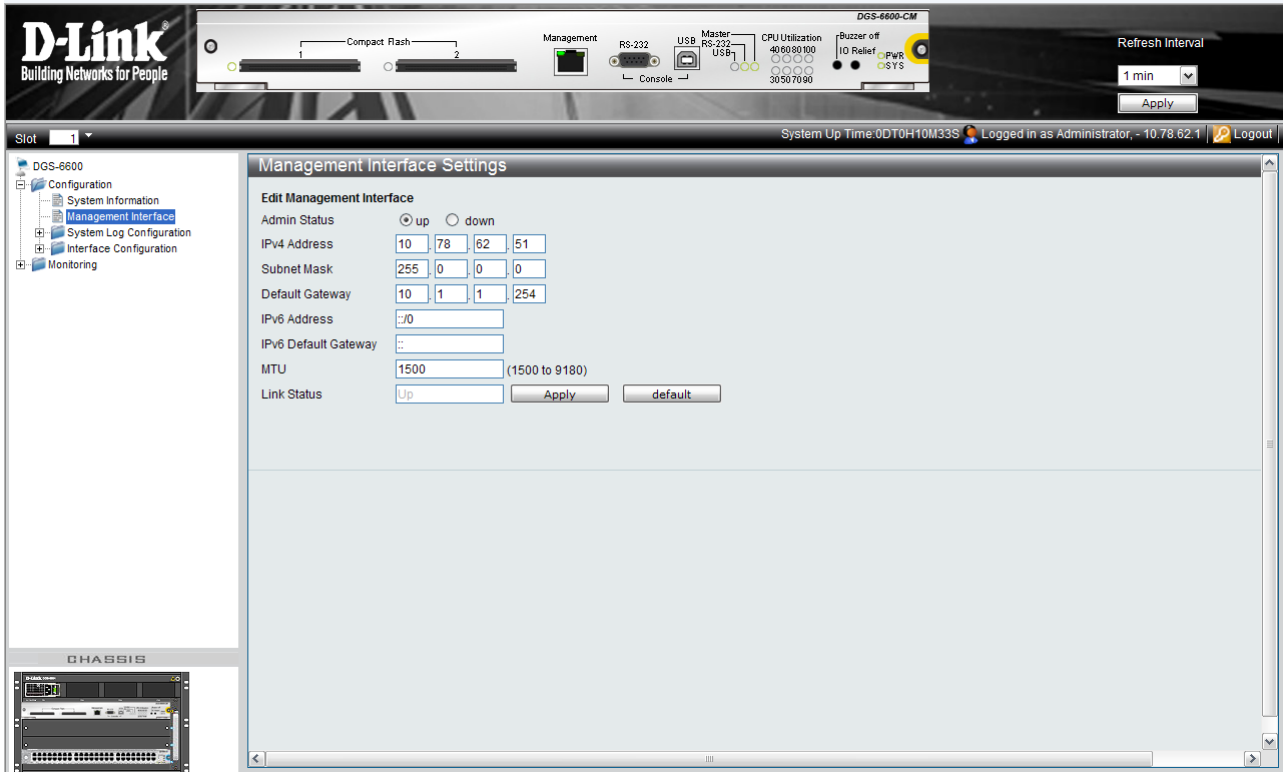 D-Link®
Building Networks for People
DGS-6600-CM
Compact Flash
1
2
Management
RS-232
USB
Console
Master
RS-232
USB
CPU Utilization
40 60 80 100
30 50 70 90
Buzzer off
IO Relief
PWR
SYS
Refresh Interval
1 min
Apply
Slot 1
System Up Time:0DT0H10M33S Logged in as Administrator, - 10.78.62.1 Logout
DGS-6600
Configuration
System Information
Management Interface
System Log Configuration
Interface Configuration
Monitoring
Management Interface Settings
Edit Management Interface
Admin Status up down
IPv4 Address 10 . 78 . 62 . 51
Subnet Mask 255 . 0 . 0 . 0
Default Gateway 10 . 1 . 1 . 254
IPv6 Address ::/0
IPv6 Default Gateway ::
MTU 1500 (1500 to 9180)
Link Status Up Apply default
CHASSIS
D-Link